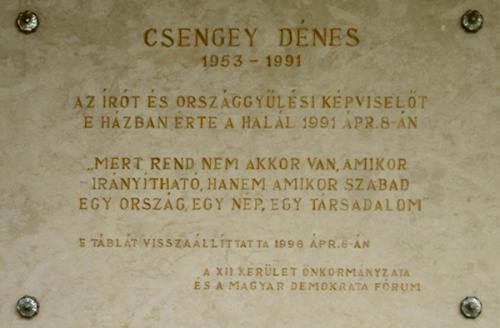 CSENGEY DÉNES
1953 - 1991
AZ ÍRÓT ÉS ORSZÁGGYŰLÉSI KÉPVISELŐT
E HÁZBAN ÉRTE A HALÁL 1991 ÁPR. 8-ÁN
„MERT REND NEM AKKOR VAN, AMIKOR
IRÁNYÍTHATÓ, HANEM AMIKOR SZABAD
EGY ORSZÁG, EGY NÉP, EGY TÁRSADALOM"
E TÁBLÁT VISSZAÁLLÍTTATTA 1996 ÁPR. 8-ÁN
A XII KERÜLET ÖNKORMÁNYZATA
ÉS A MAGYAR DEMOKRATA FÓRUM